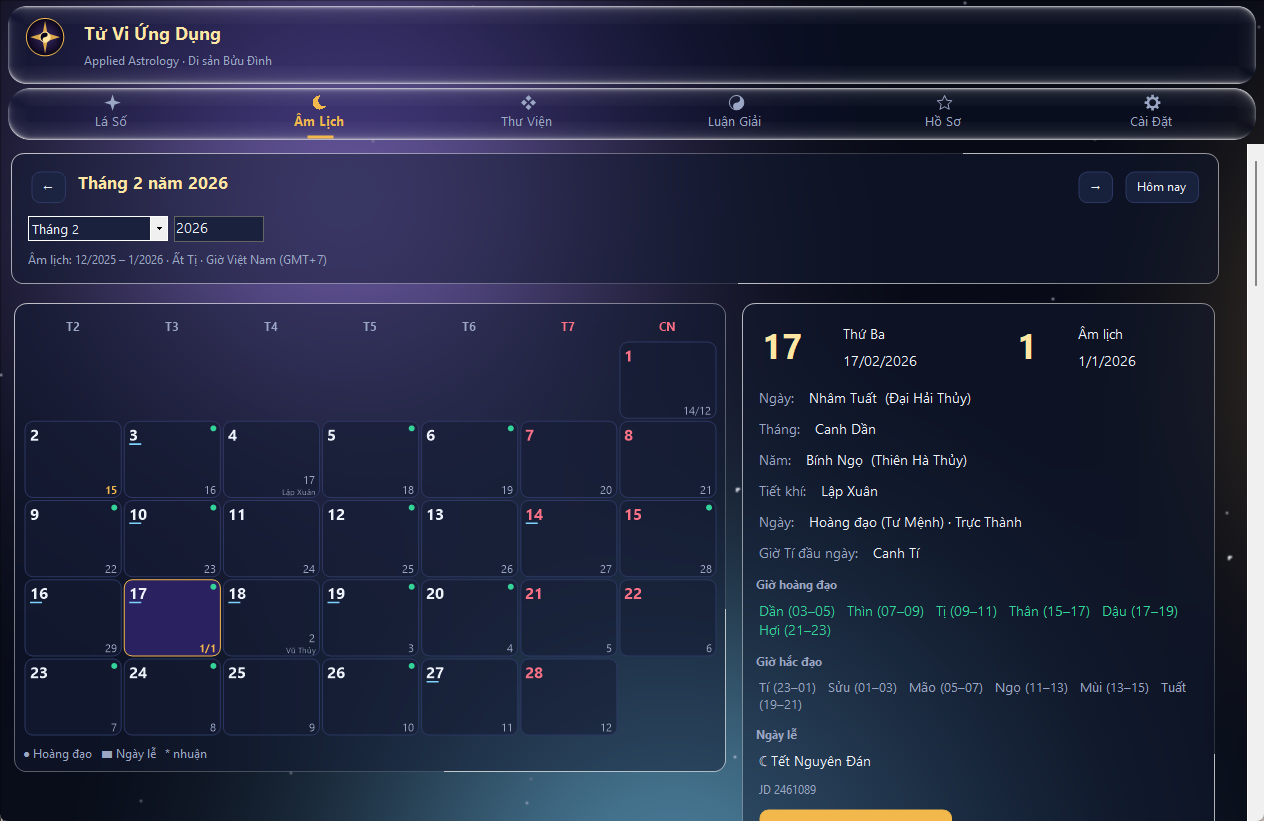 Tử Vi Ứng Dụng
Applied Astrology · Di sản Bửu Đình
Lá Số
Âm Lịch
Thư Viện
Luận Giải
Hồ Sơ
Cài Đặt
←
Tháng 2 năm 2026
→
Hôm nay
Tháng 2
2026
Âm lịch: 12/2025 – 1/2026 · Ất Tị · Giờ Việt Nam (GMT+7)
T2 T3 T4 T5 T6 T7 CN
1
14/12
2 3 4 5 6 7 8
15 16 17 18 19 20 21
Lập Xuân
9 10 11 12 13 14 15
22 23 24 25 26 27 28
16 17 18 19 20 21 22
29 1/1 2 3 4 5 6
Vũ Thủy
23 24 25 26 27 28
7 8 9 10 11 12
● Hoàng đạo ■ Ngày lễ * nhuận
17
Thứ Ba
17/02/2026
1
Âm lịch
1/1/2026
Ngày: Nhâm Tuất (Đại Hải Thủy)
Tháng: Canh Dần
Năm: Bính Ngọ (Thiên Hà Thủy)
Tiết khí: Lập Xuân
Ngày: Hoàng đạo (Tư Mệnh) · Trực Thành
Giờ Tí đầu ngày: Canh Tí
Giờ hoàng đạo
Dần (03–05) Thìn (07–09) Tị (09–11) Thân (15–17) Dậu (17–19)
Hợi (21–23)
Giờ hắc đạo
Tí (23–01) Sửu (01–03) Mão (05–07) Ngọ (11–13) Mùi (13–15) Tuất
(19–21)
Ngày lễ
☾ Tết Nguyên Đán
JD 2461089